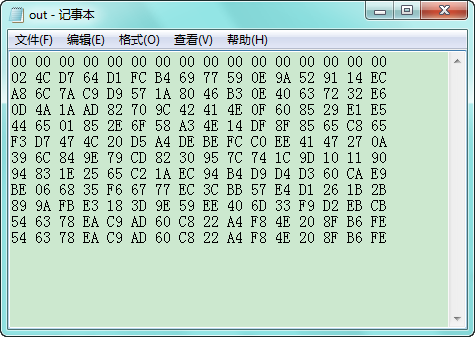 out - 记事本
文件(F) 编辑(E) 格式(O) 查看(V) 帮助(H)
00 00 00 00 00 00 00 00 00 00 00 00 00 00 00 00
02 4C D7 64 D1 FC B4 69 77 59 0E 9A 52 91 14 EC
A8 6C 7A C9 D9 57 1A 80 46 B3 0E 40 63 72 32 E6
0D 4A 1A AD 82 70 9C 42 41 4E 0F 60 85 29 E1 E5
44 65 01 85 2E 6F 58 A3 4E 14 DF 8F 85 65 C8 65
F3 D7 47 4C 20 D5 A4 DE BE FC C0 EE 41 47 27 0A
39 6C 84 9E 79 CD 82 30 95 7C 74 1C 9D 10 11 90
94 83 1E 25 65 C2 1A EC 94 B4 D9 D4 D3 60 CA E9
BE 06 68 35 F6 67 77 EC 3C BB 57 E4 D1 26 1B 2B
89 9A FB E3 18 3D 9E 59 EE 40 6D 33 F9 D2 EB CB
54 63 78 EA C9 AD 60 C8 22 A4 F8 4E 20 8F B6 FE
54 63 78 EA C9 AD 60 C8 22 A4 F8 4E 20 8F B6 FE